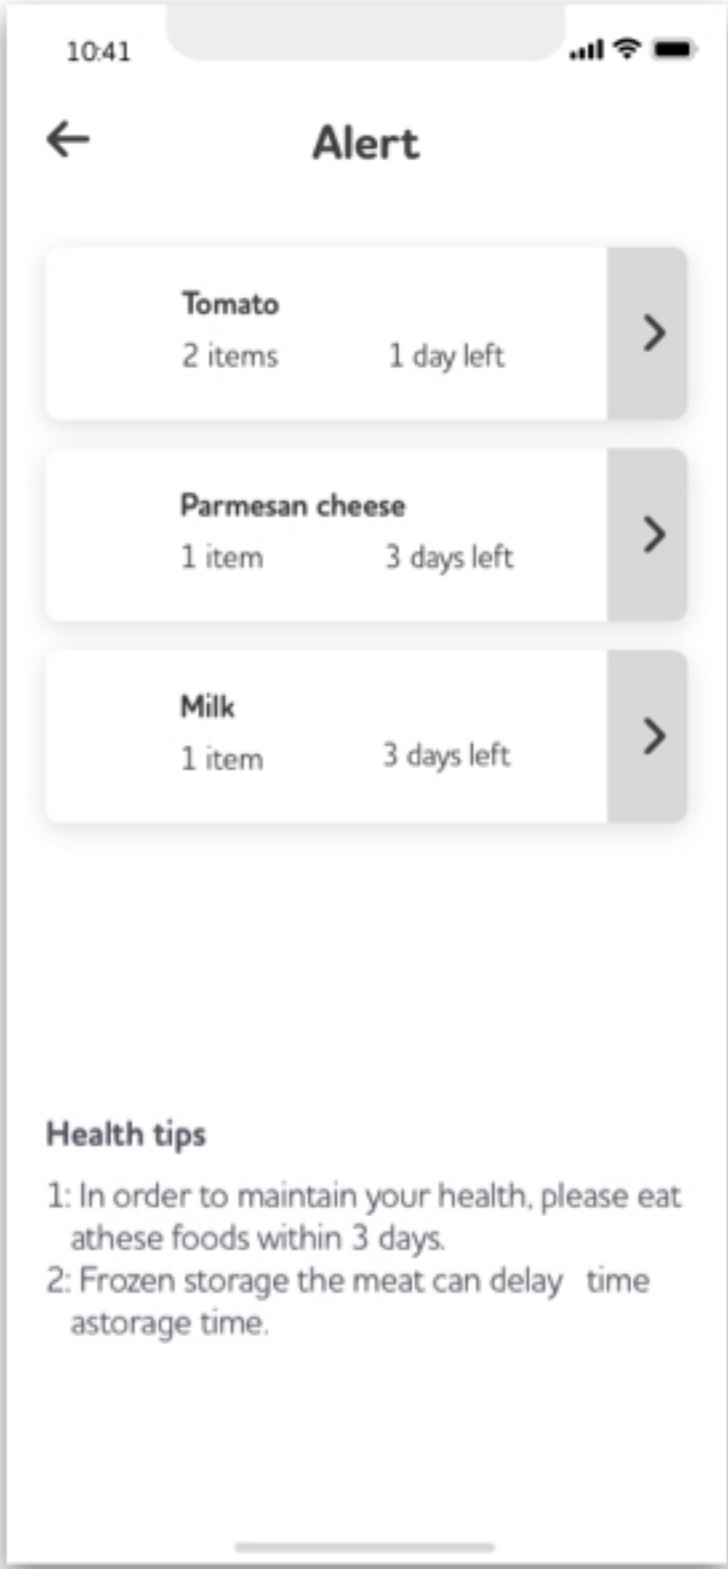 10:41
Alert
Tomato
2 items 1 day left
Parmesan cheese
1 item 3 days left
Milk
1 item 3 days left
Health tips
1: In order to maintain your health, please eat
athese foods within 3 days.
2: Frozen storage the meat can delay time
astorage time.